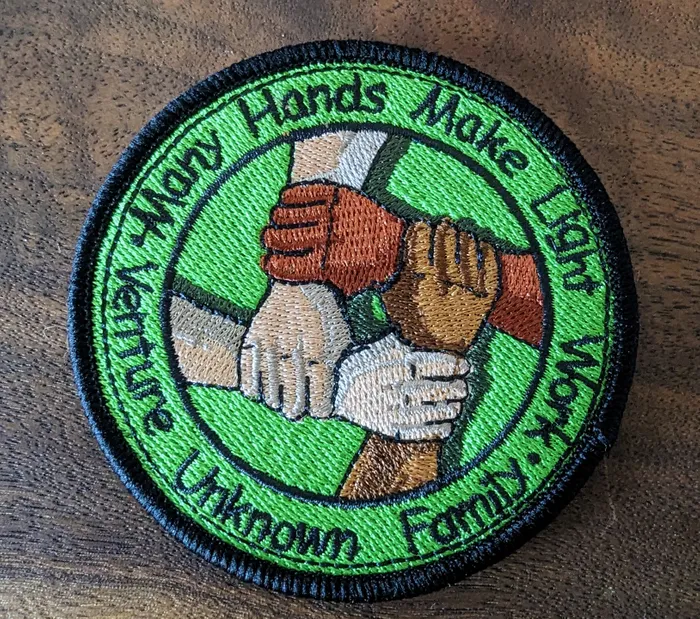 Many Hands Make Light Work
Venture Unknown Family